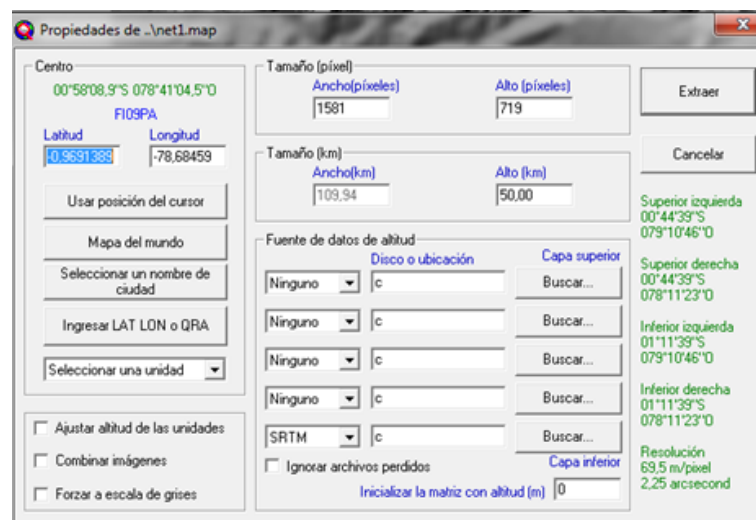 Propiedades de ..\net1.map
Centro
00°58'08,9''S 078°41'04,5''O
FI09PA
Latitud Longitud
-0,9691389 -78,68459
Usar posición del cursor
Mapa del mundo
Seleccionar un nombre de
ciudad
Ingresar LAT LON o QRA
Seleccionar una unidad
Ajustar altitud de las unidades
Combinar imágenes
Forzar a escala de grises
Tamaño (píxel)
Ancho(píxeles) Alto (píxeles)
1581 719
Tamaño (km)
Ancho(km) Alto (km)
109,94 50,00
Fuente de datos de altitud
Disco o ubicación Capa superior
Ninguno c Buscar...
Ninguno c Buscar...
Ninguno c Buscar...
Ninguno c Buscar...
SRTM c Buscar...
Ignorar archivos perdidos Capa inferior
Inicializar la matriz con altitud (m) 0
Extraer
Cancelar
Superior izquierda
00°44'39''S
079°10'46''O
Superior derecha
00°44'39''S
078°11'23''O
Inferior izquierda
01°11'39''S
079°10'46''O
Inferior derecha
01°11'39''S
078°11'23''O
Resolución
69,5 m/pixel
2,25 arcsecond